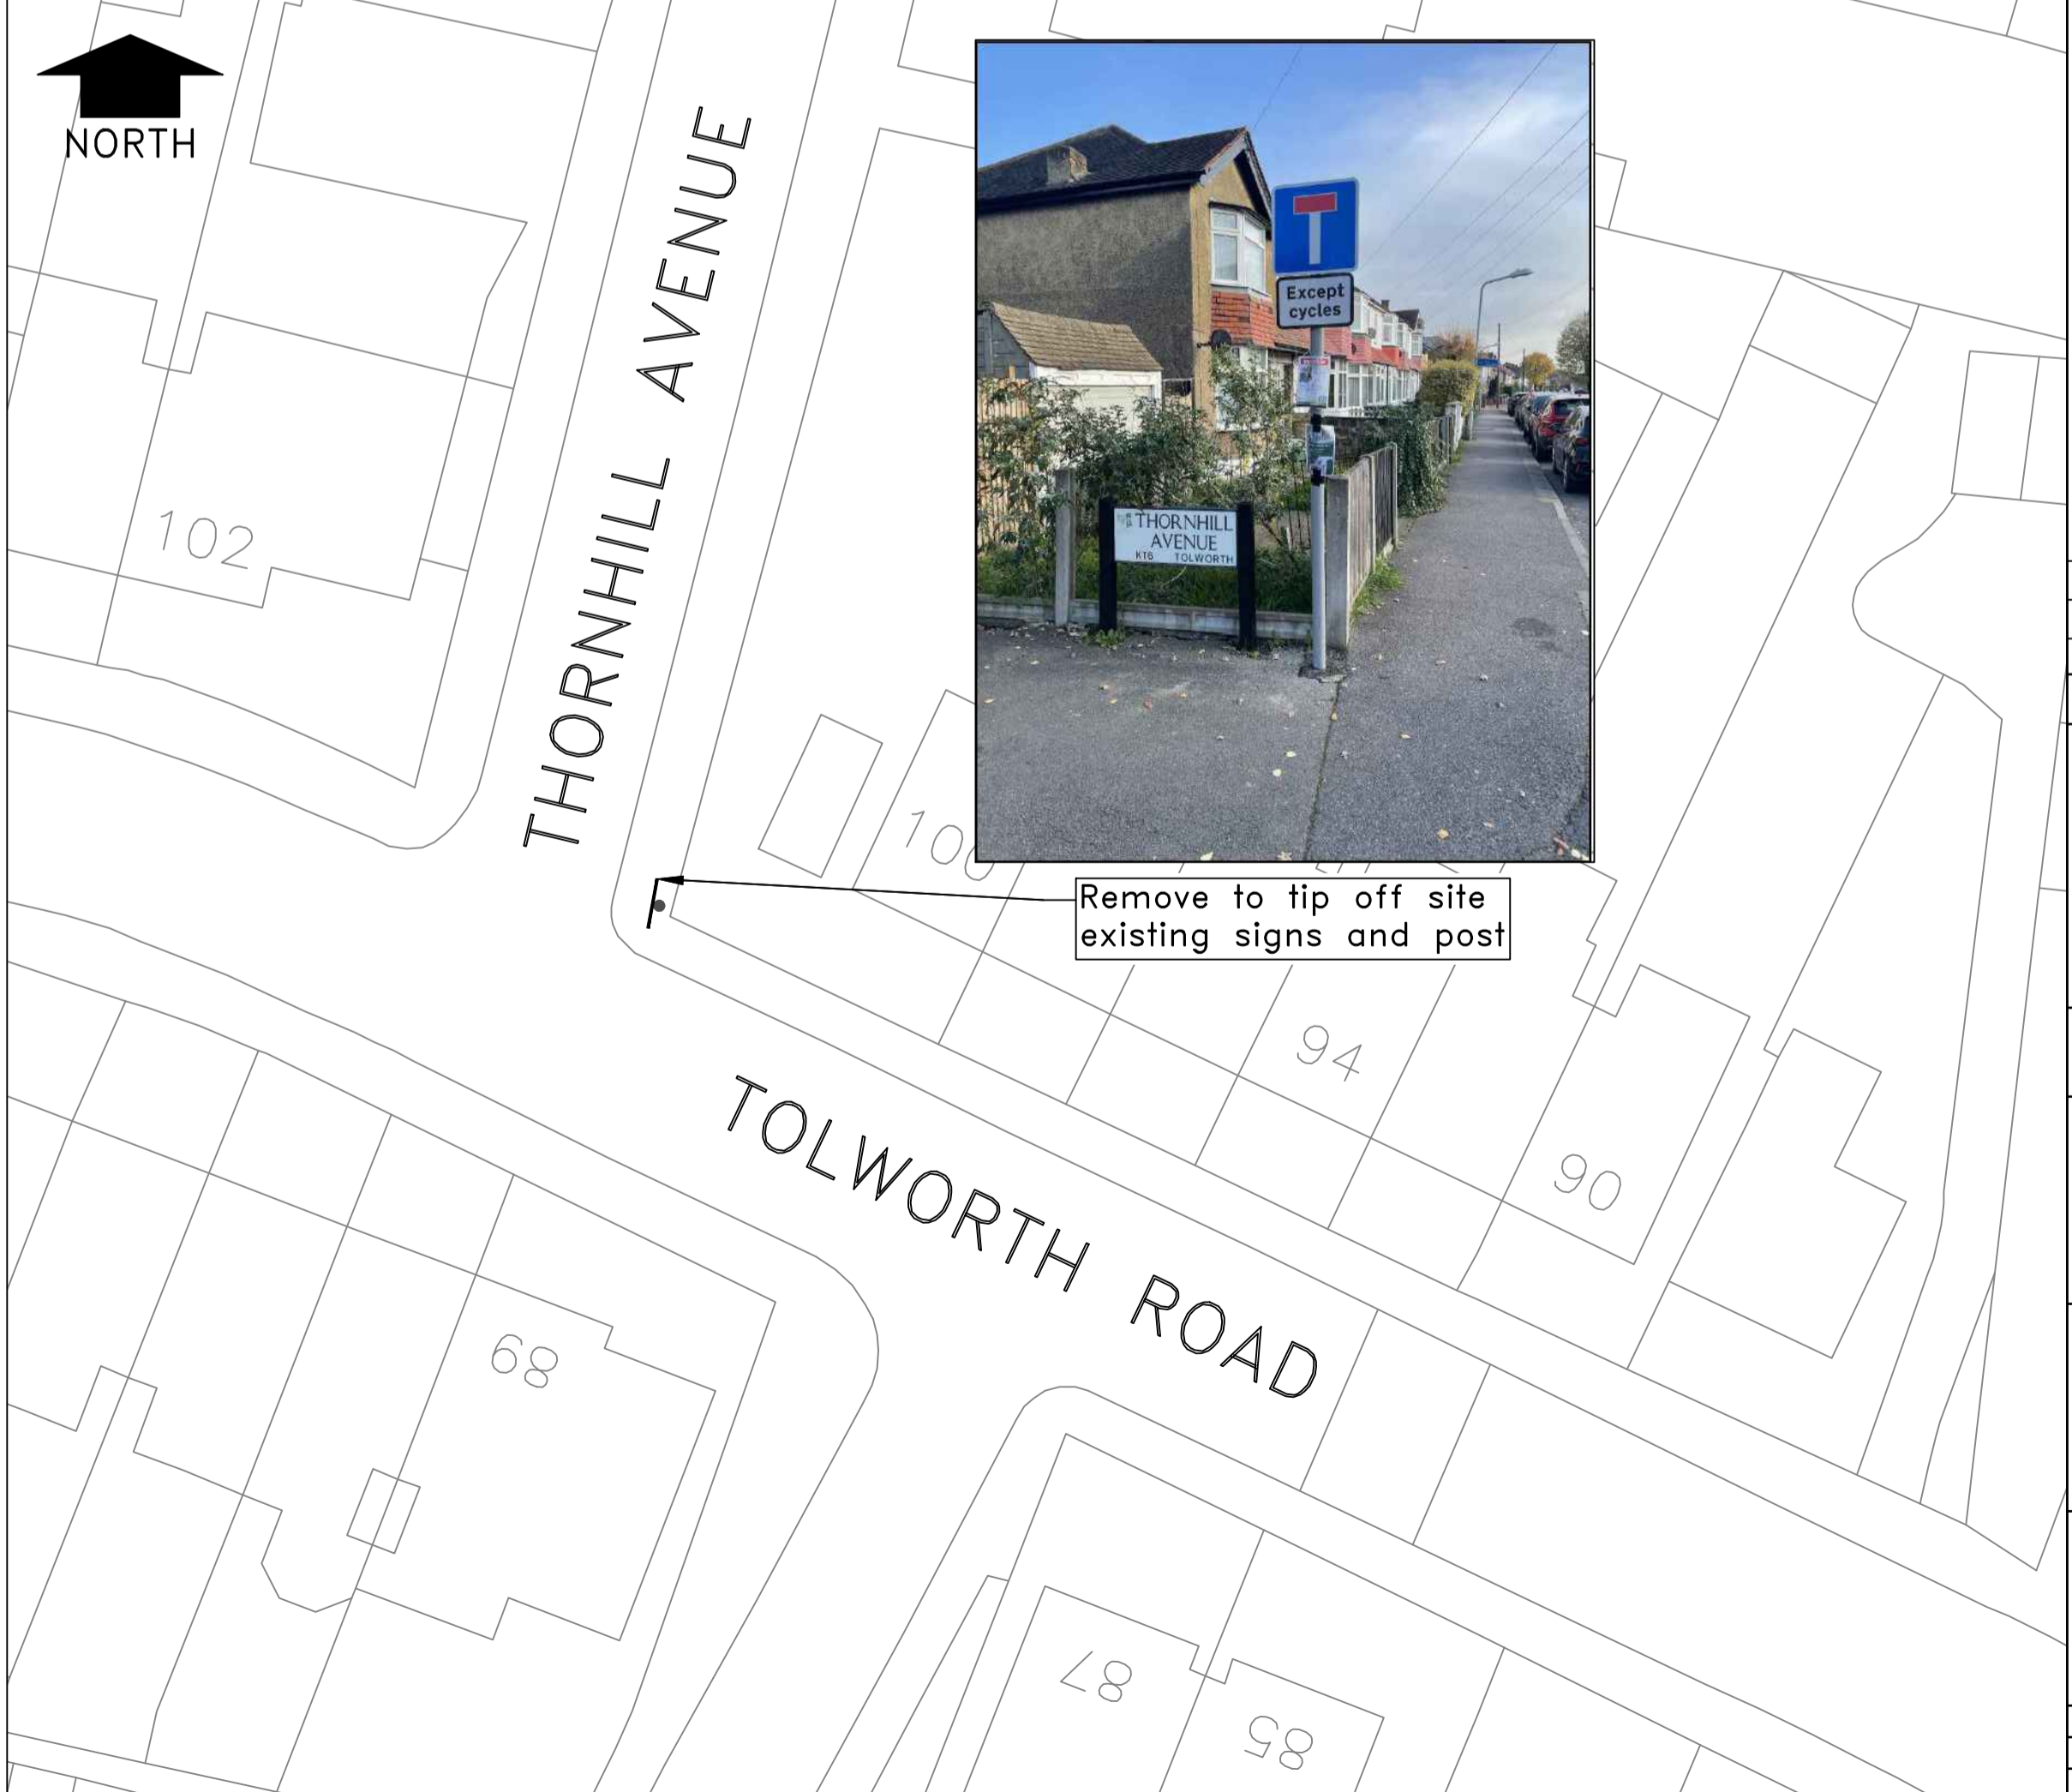 NORTH
THORNHILL AVENUE
Except
cycles
THORNHILL
AVENUE
KT6 TOLWORTH
102
100
Remove to tip off site
existing signs and post
94
90
TOLWORTH ROAD
89
87
85